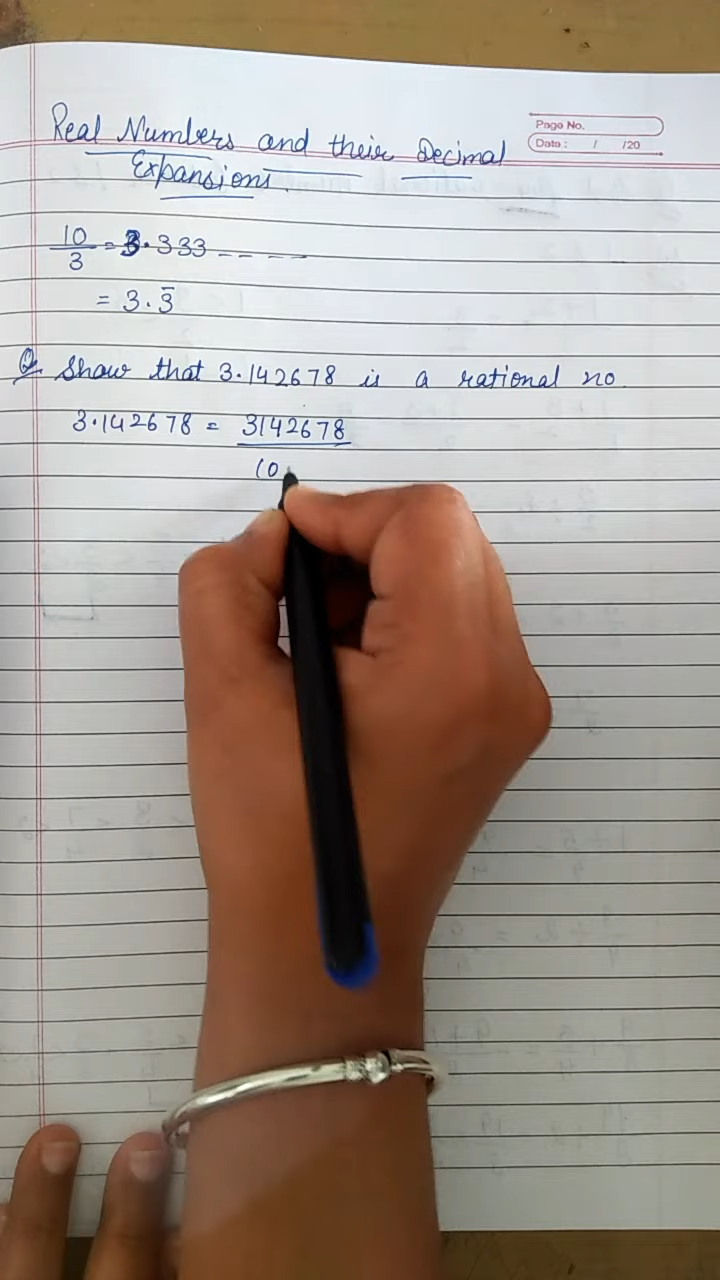 Real Numbers and their Decimal
Expansions.
Page No.
Date : / /20
10/3 = 3.333 - - - -
= 3.3̅
Q. Show that 3.142678 is a rational no.
3.142678 = 3142678
10